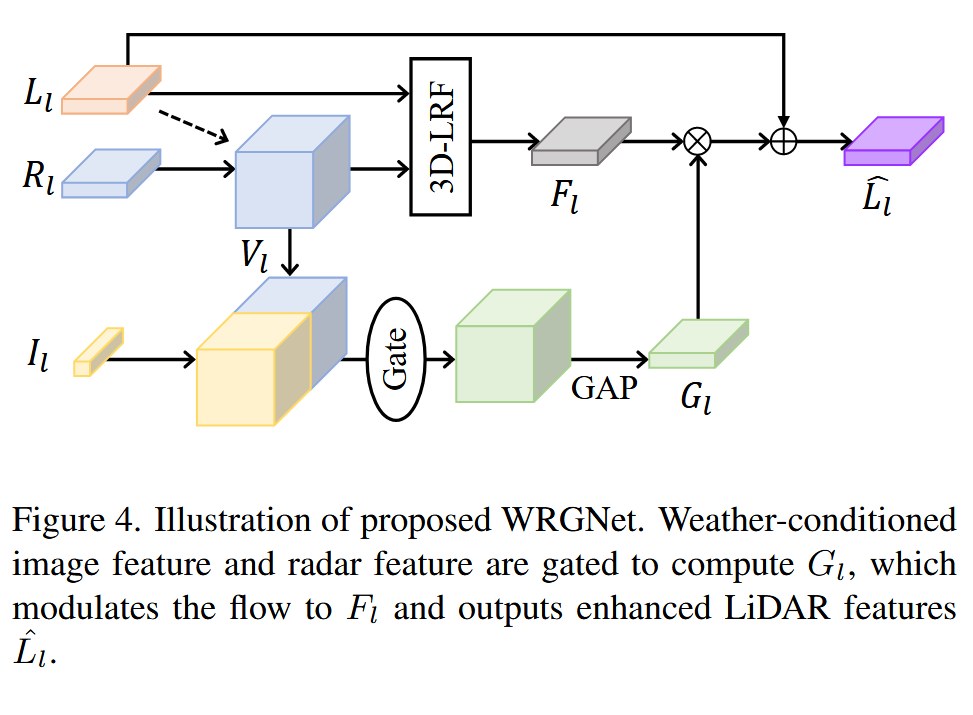 L_l
R_l
V_l
3D-LRF
F_l
\hat{L_l}
I_l
Gate
GAP
G_l
Figure 4. Illustration of proposed WRGNet. Weather-conditioned
image feature and radar feature are gated to compute G_l, which
modulates the flow to F_l and outputs enhanced LiDAR features
\hat{L}_l.